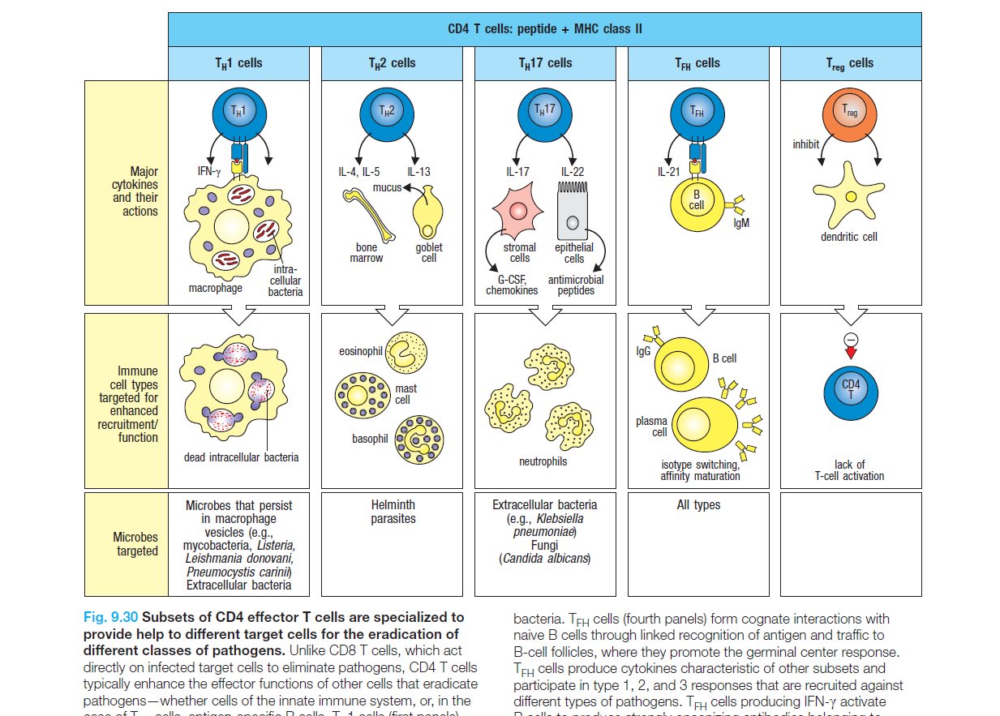 CD4 T cells: peptide + MHC class II
TH1 cells
TH2 cells
TH17 cells
TFH cells
Treg cells
Major
cytokines
and their
actions
TH1
IFN-γ
macrophage
intra-
cellular
bacteria
TH2
IL-4, IL-5
IL-13
mucus
bone
marrow
goblet
cell
TH17
IL-17
IL-22
stromal
cells
epithelial
cells
G-CSF,
chemokines
antimicrobial
peptides
TFH
IL-21
B
cell
IgM
Treg
inhibit
dendritic cell
Immune
cell types
targeted for
enhanced
recruitment/
function
dead intracellular bacteria
eosinophil
mast
cell
basophil
neutrophils
IgG
B cell
plasma
cell
isotype switching,
affinity maturation
CD4
T
lack of
T-cell activation
Microbes
targeted
Microbes that persist
in macrophage
vesicles (e.g.,
mycobacteria, Listeria,
Leishmania donovani,
Pneumocystis carinii)
Extracellular bacteria
Helminth
parasites
Extracellular bacteria
(e.g., Klebsiella
pneumoniae)
Fungi
(Candida albicans)
All types
Fig. 9.30 Subsets of CD4 effector T cells are specialized to
provide help to different target cells for the eradication of
different classes of pathogens. Unlike CD8 T cells, which act
directly on infected target cells to eliminate pathogens, CD4 T cells
typically enhance the effector functions of other cells that eradicate
pathogens—whether cells of the innate immune system, or, in the
bacteria. TFH cells (fourth panels) form cognate interactions with
naive B cells through linked recognition of antigen and traffic to
B-cell follicles, where they promote the germinal center response.
TFH cells produce cytokines characteristic of other subsets and
participate in type 1, 2, and 3 responses that are recruited against
different types of pathogens. TFH cells producing IFN-γ activate